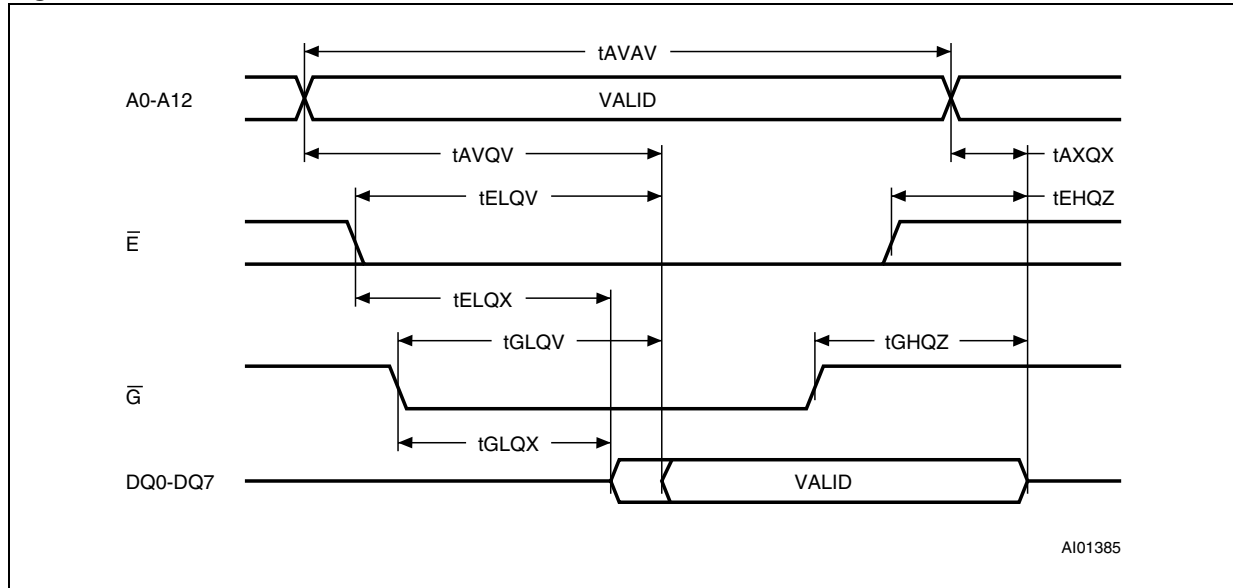 tAVAV
A0-A12
VALID
tAVQV
tAXQX
tELQV
tEHQZ
E̅
tELQX
tGLQV
tGHQZ
G̅
tGLQX
DQ0-DQ7
VALID
AI01385